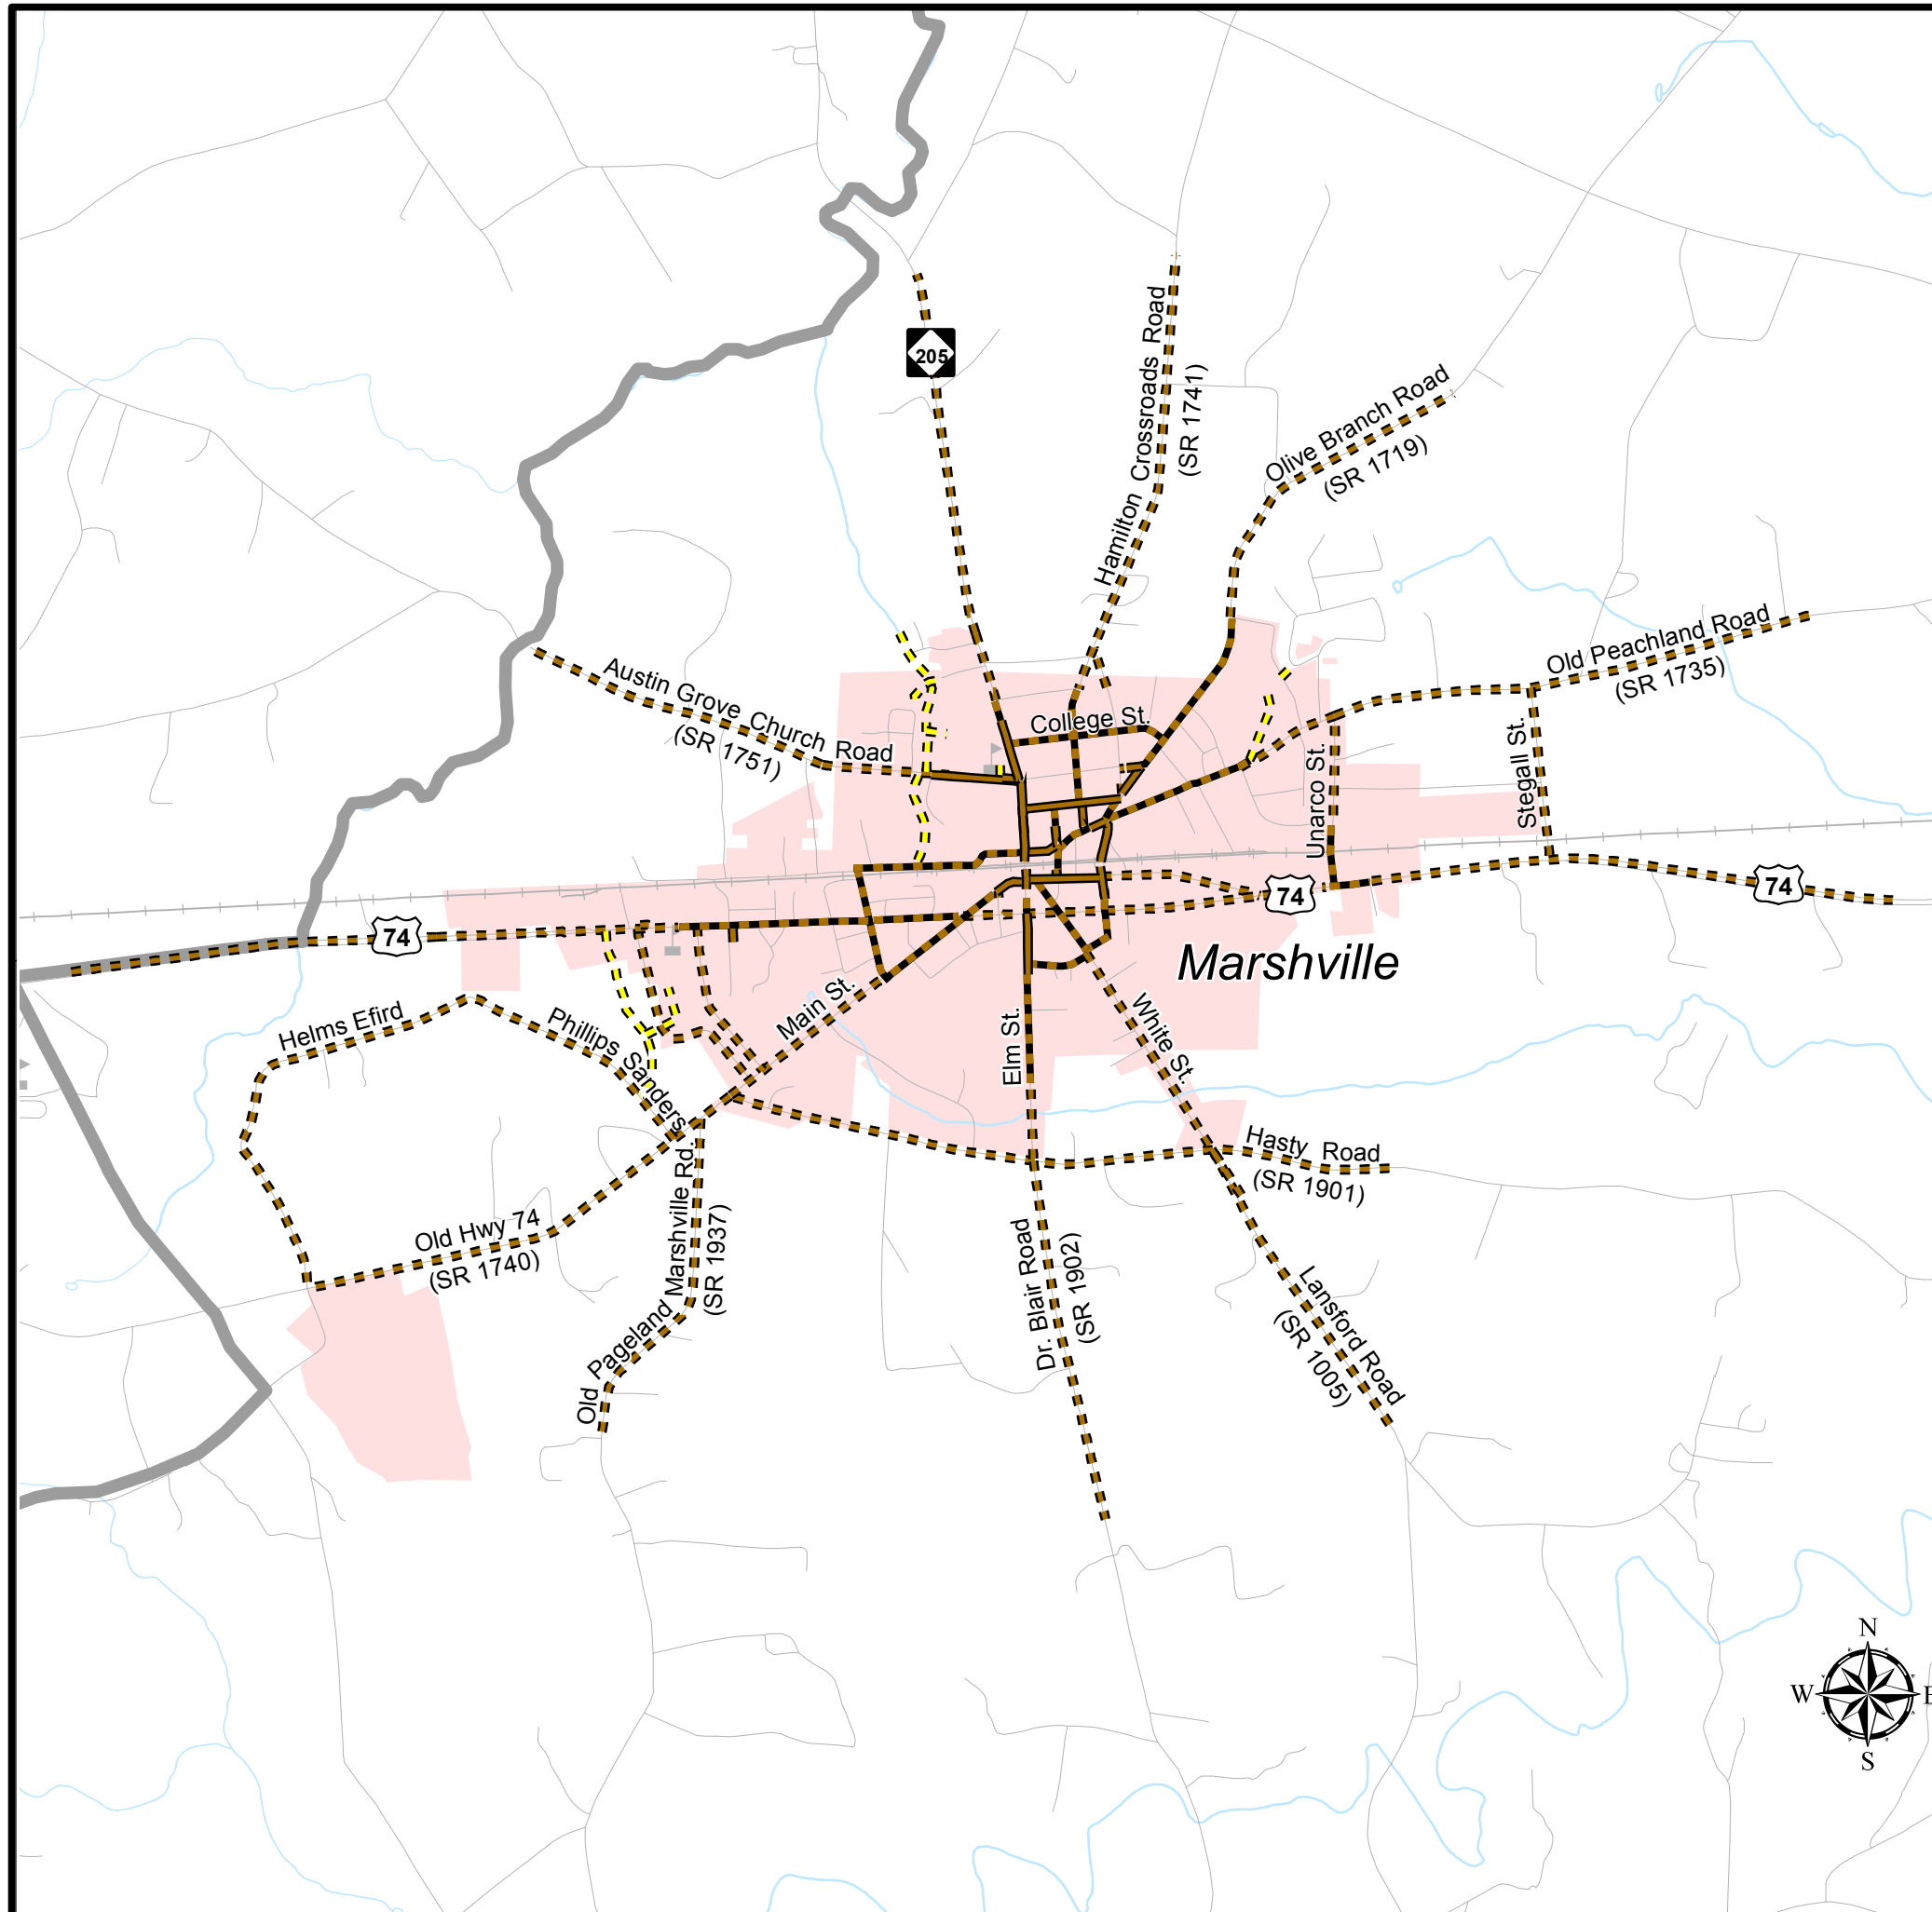 205
Hamilton Crossroads Road
(SR 1741)
Olive Branch Road
(SR 1719)
Old Peachland Road
(SR 1735)
Austin Grove Church Road
(SR 1751)
College St.
Unarco St.
Stegall St.
74
74
74
Marshville
Helms Efird
Phillips Sanders
Main St.
Elm St.
White St.
Hasty Road
(SR 1901)
Old Hwy 74
(SR 1740)
Old Pageland Marshville Rd.
(SR 1937)
Dr. Blair Road
(SR 1902)
Lansford Road
(SR 1005)
N
W
E
S